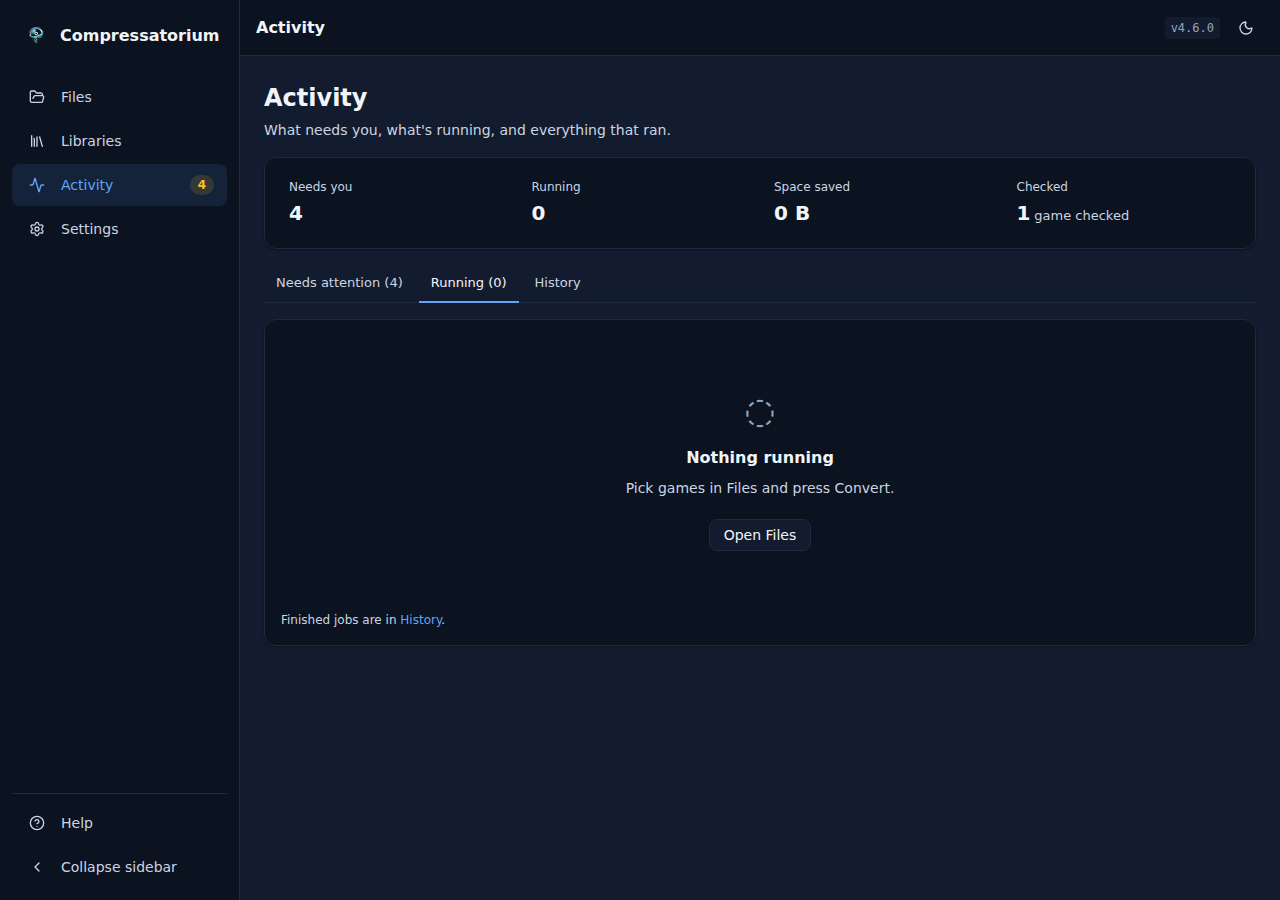 Compressatorium
Files
Libraries
Activity 4
Settings
Help
Collapse sidebar
Activity
v4.6.0
Activity
What needs you, what's running, and everything that ran.
Needs you Running Space saved Checked
4 0 0 B 1 game checked
Needs attention (4) Running (0) History
Nothing running
Pick games in Files and press Convert.
Open Files
Finished jobs are in History.